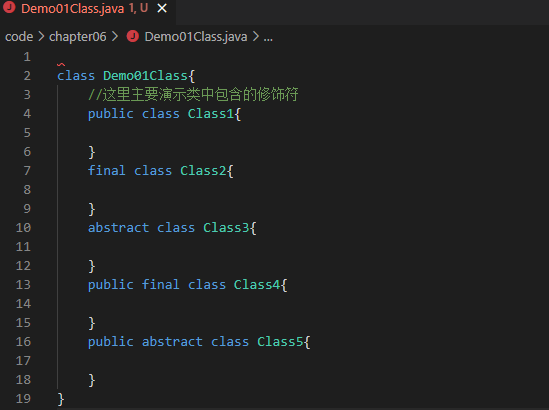 Demo01Class.java 1, U
code > chapter06 > Demo01Class.java > ...
1
2 class Demo01Class{
3 //这里主要演示类中包含的修饰符
4 public class Class1{
5
6 }
7 final class Class2{
8
9 }
10 abstract class Class3{
11
12 }
13 public final class Class4{
14
15 }
16 public abstract class Class5{
17
18 }
19 }